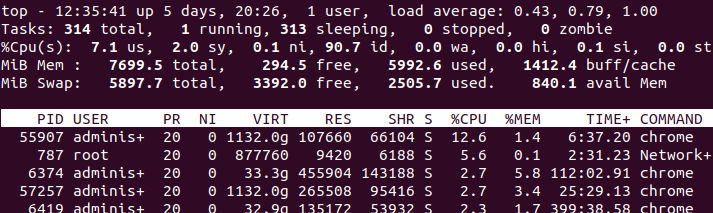 top - 12:35:41 up 5 days, 20:26,  1 user,  load average: 0.43, 0.79, 1.00
Tasks: 314 total,   1 running, 313 sleeping,   0 stopped,   0 zombie
%Cpu(s):  7.1 us,  2.0 sy,  0.1 ni, 90.7 id,  0.0 wa,  0.0 hi,  0.1 si,  0.0 st
MiB Mem :   7699.5 total,    294.5 free,   5992.6 used,   1412.4 buff/cache
MiB Swap:   5897.7 total,   3392.0 free,   2505.7 used.    840.1 avail Mem
PID USER      PR  NI    VIRT    RES    SHR S  %CPU  %MEM     TIME+ COMMAND
55907 adminis+  20   0 1132.0g 107660  66104 S  12.6   1.4   6:37.20 chrome
787 root      20   0  877760   9420   6188 S   5.6   0.1   2:31.23 Network+
6374 adminis+  20   0   33.3g 455904 143188 S   2.7   5.8 112:02.91 chrome
57257 adminis+  20   0 1132.0g 265508  95416 S   2.7   3.4  25:29.13 chrome
6419 adminis+  20   0   32.9g 135172  53932 S   2.3   1.7 399:38.58 chrome